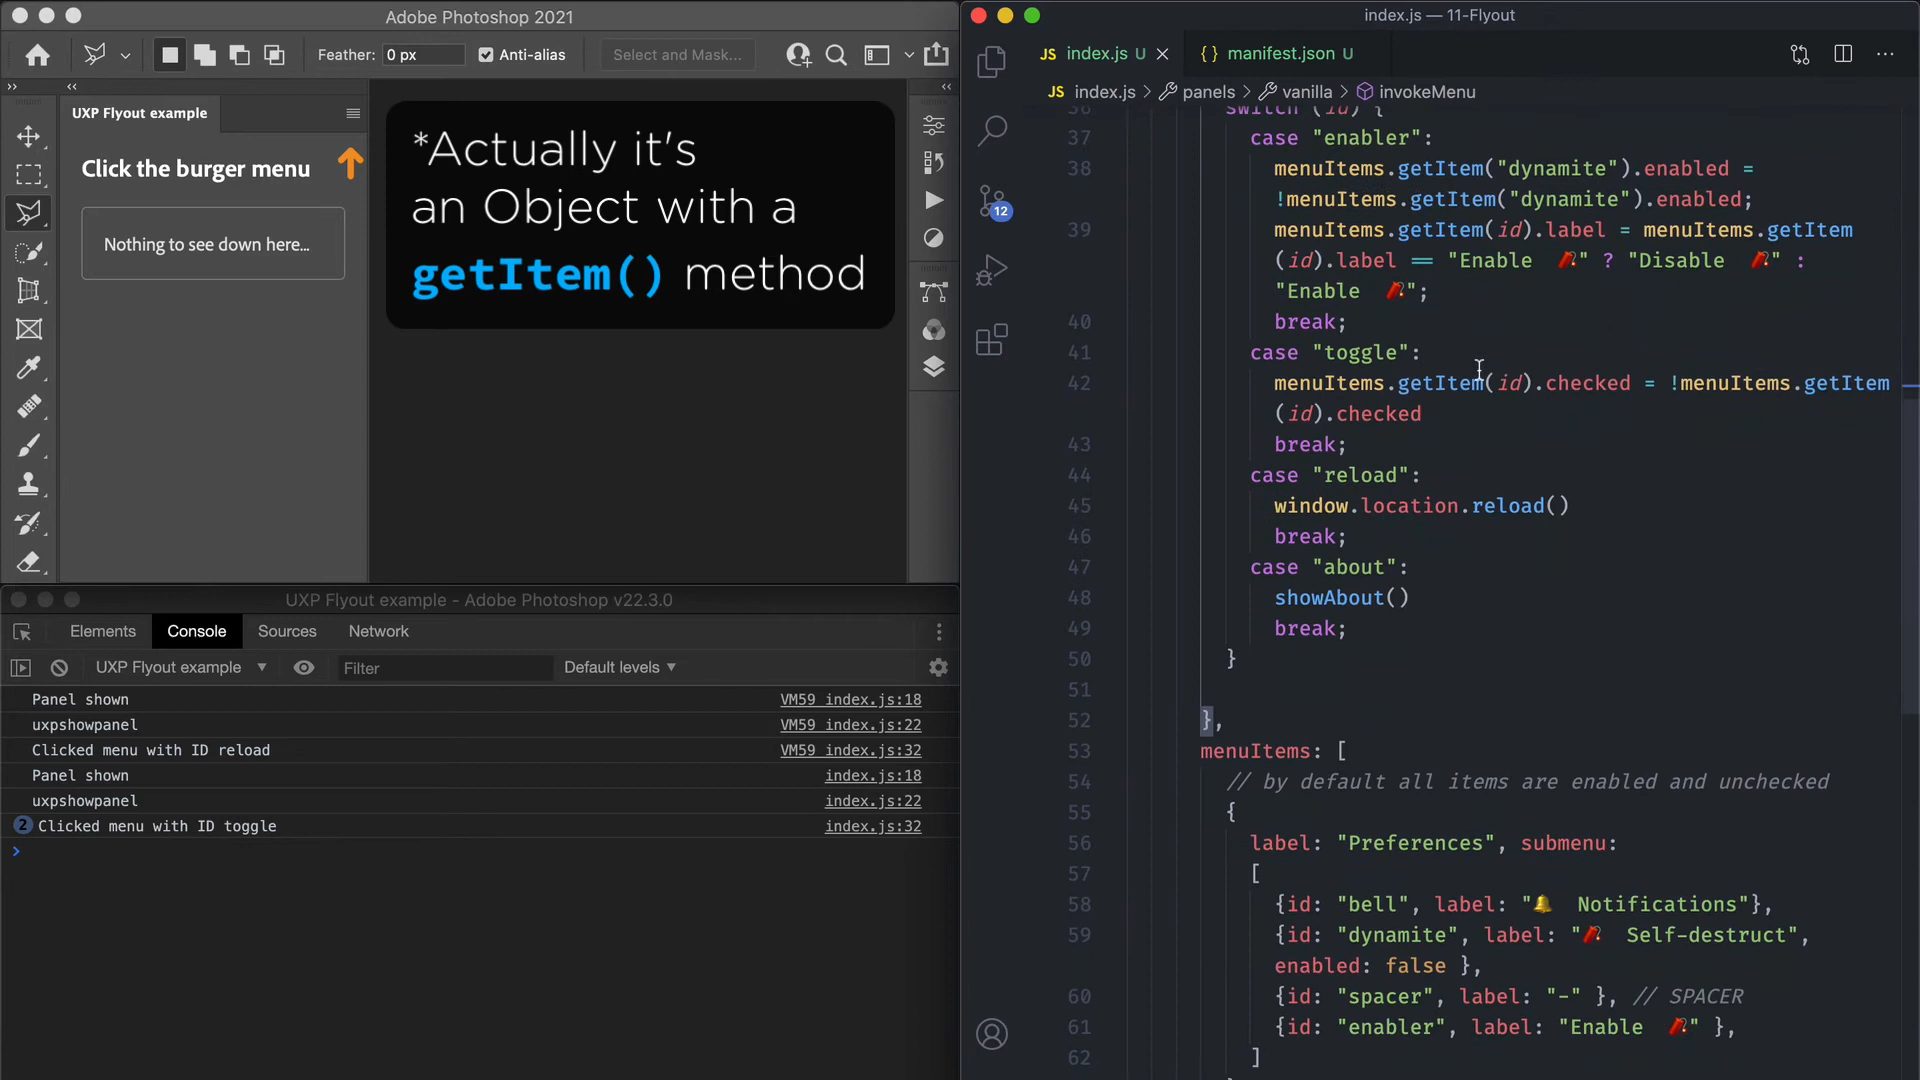 Adobe Photoshop 2021
Feather: 0 px Anti-alias Select and Mask...
UXP Flyout example
Click the burger menu
Nothing to see down here...
*Actually it's
an Object with a
getItem() method
UXP Flyout example - Adobe Photoshop v22.3.0
Elements Console Sources Network
UXP Flyout example ▼ Filter Default levels ▼
Panel shown VM59 index.js:18
uxpshowpanel VM59 index.js:22
Clicked menu with ID reload VM59 index.js:32
Panel shown index.js:18
uxpshowpanel index.js:22
2 Clicked menu with ID toggle index.js:32
index.js — 11-Flyout
JS index.js U {} manifest.json U
JS index.js > panels > vanilla > invokeMenu
12
36 switch (id) {
37 case "enabler":
38 menuItems.getItem("dynamite").enabled =
!menuItems.getItem("dynamite").enabled;
39 menuItems.getItem(id).label = menuItems.getItem
(id).label == "Enable 🧨" ? "Disable 🧨" :
"Enable 🧨";
40 break;
41 case "toggle":
42 menuItems.getItem(id).checked = !menuItems.getItem
(id).checked
43 break;
44 case "reload":
45 window.location.reload()
46 break;
47 case "about":
48 showAbout()
49 break;
50 }
51
52 },
53 menuItems: [
54 // by default all items are enabled and unchecked
55 {
56 label: "Preferences", submenu:
57 [
58 {id: "bell", label: "🔔 Notifications"},
59 {id: "dynamite", label: "🧨 Self-destruct",
enabled: false },
60 {id: "spacer", label: "-" }, // SPACER
61 {id: "enabler", label: "Enable 🧨" },
62 ]